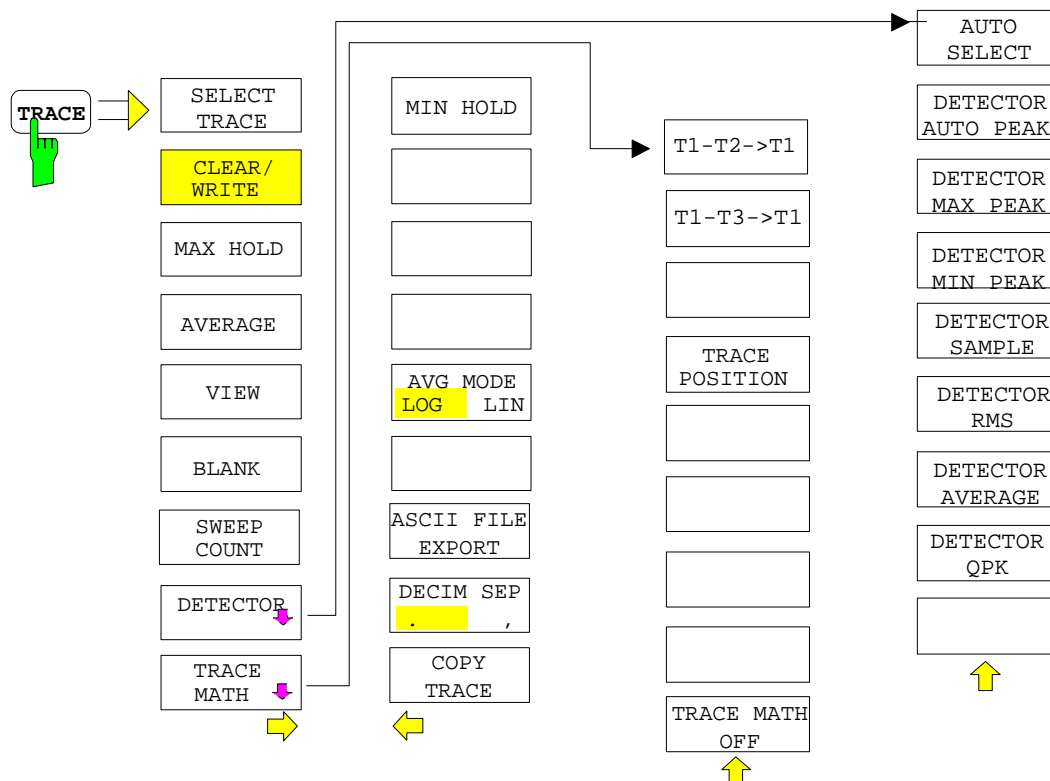 TRACE
SELECT
TRACE
CLEAR/
WRITE
MAX HOLD
AVERAGE
VIEW
BLANK
SWEEP
COUNT
DETECTOR
TRACE
MATH
MIN HOLD
AVG MODE
LOG LIN
ASCII FILE
EXPORT
DECIM SEP
. ,
COPY
TRACE
T1-T2->T1
T1-T3->T1
TRACE
POSITION
TRACE MATH
OFF
AUTO
SELECT
DETECTOR
AUTO PEAK
DETECTOR
MAX PEAK
DETECTOR
MIN PEAK
DETECTOR
SAMPLE
DETECTOR
RMS
DETECTOR
AVERAGE
DETECTOR
QPK